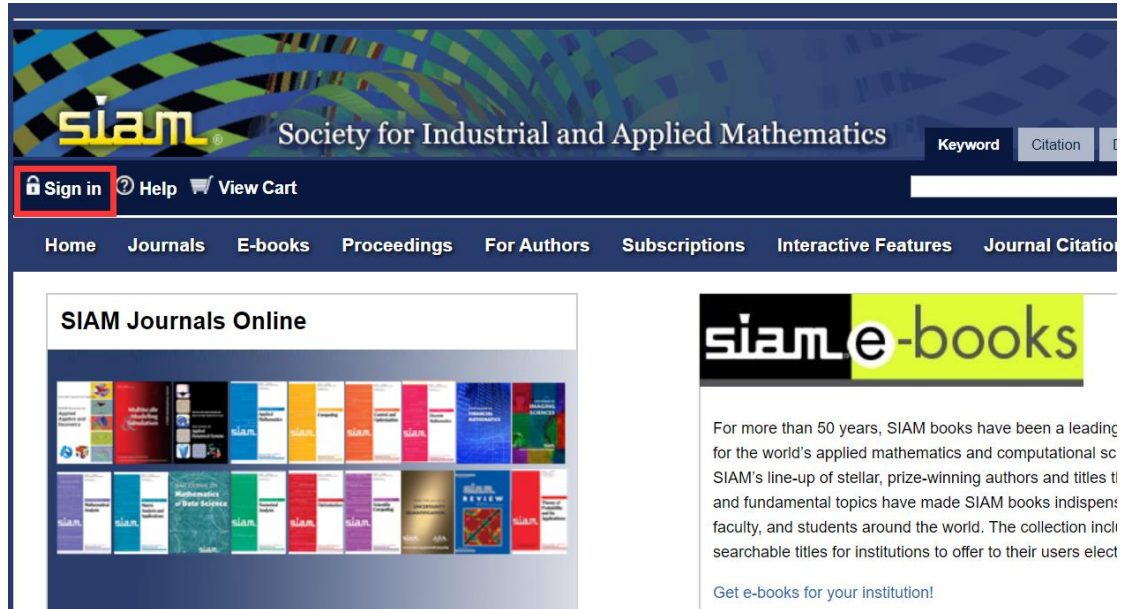 siam®
Society for Industrial and Applied Mathematics
Keyword Citation
Sign in Help View Cart
Home Journals E-books Proceedings For Authors Subscriptions Interactive Features Journal Citatio
SIAM Journals Online
siam e-books
For more than 50 years, SIAM books have been a leading
for the world's applied mathematics and computational sc
SIAM's line-up of stellar, prize-winning authors and titles t
and fundamental topics have made SIAM books indispens
faculty, and students around the world. The collection incl
searchable titles for institutions to offer to their users elect
Get e-books for your institution!